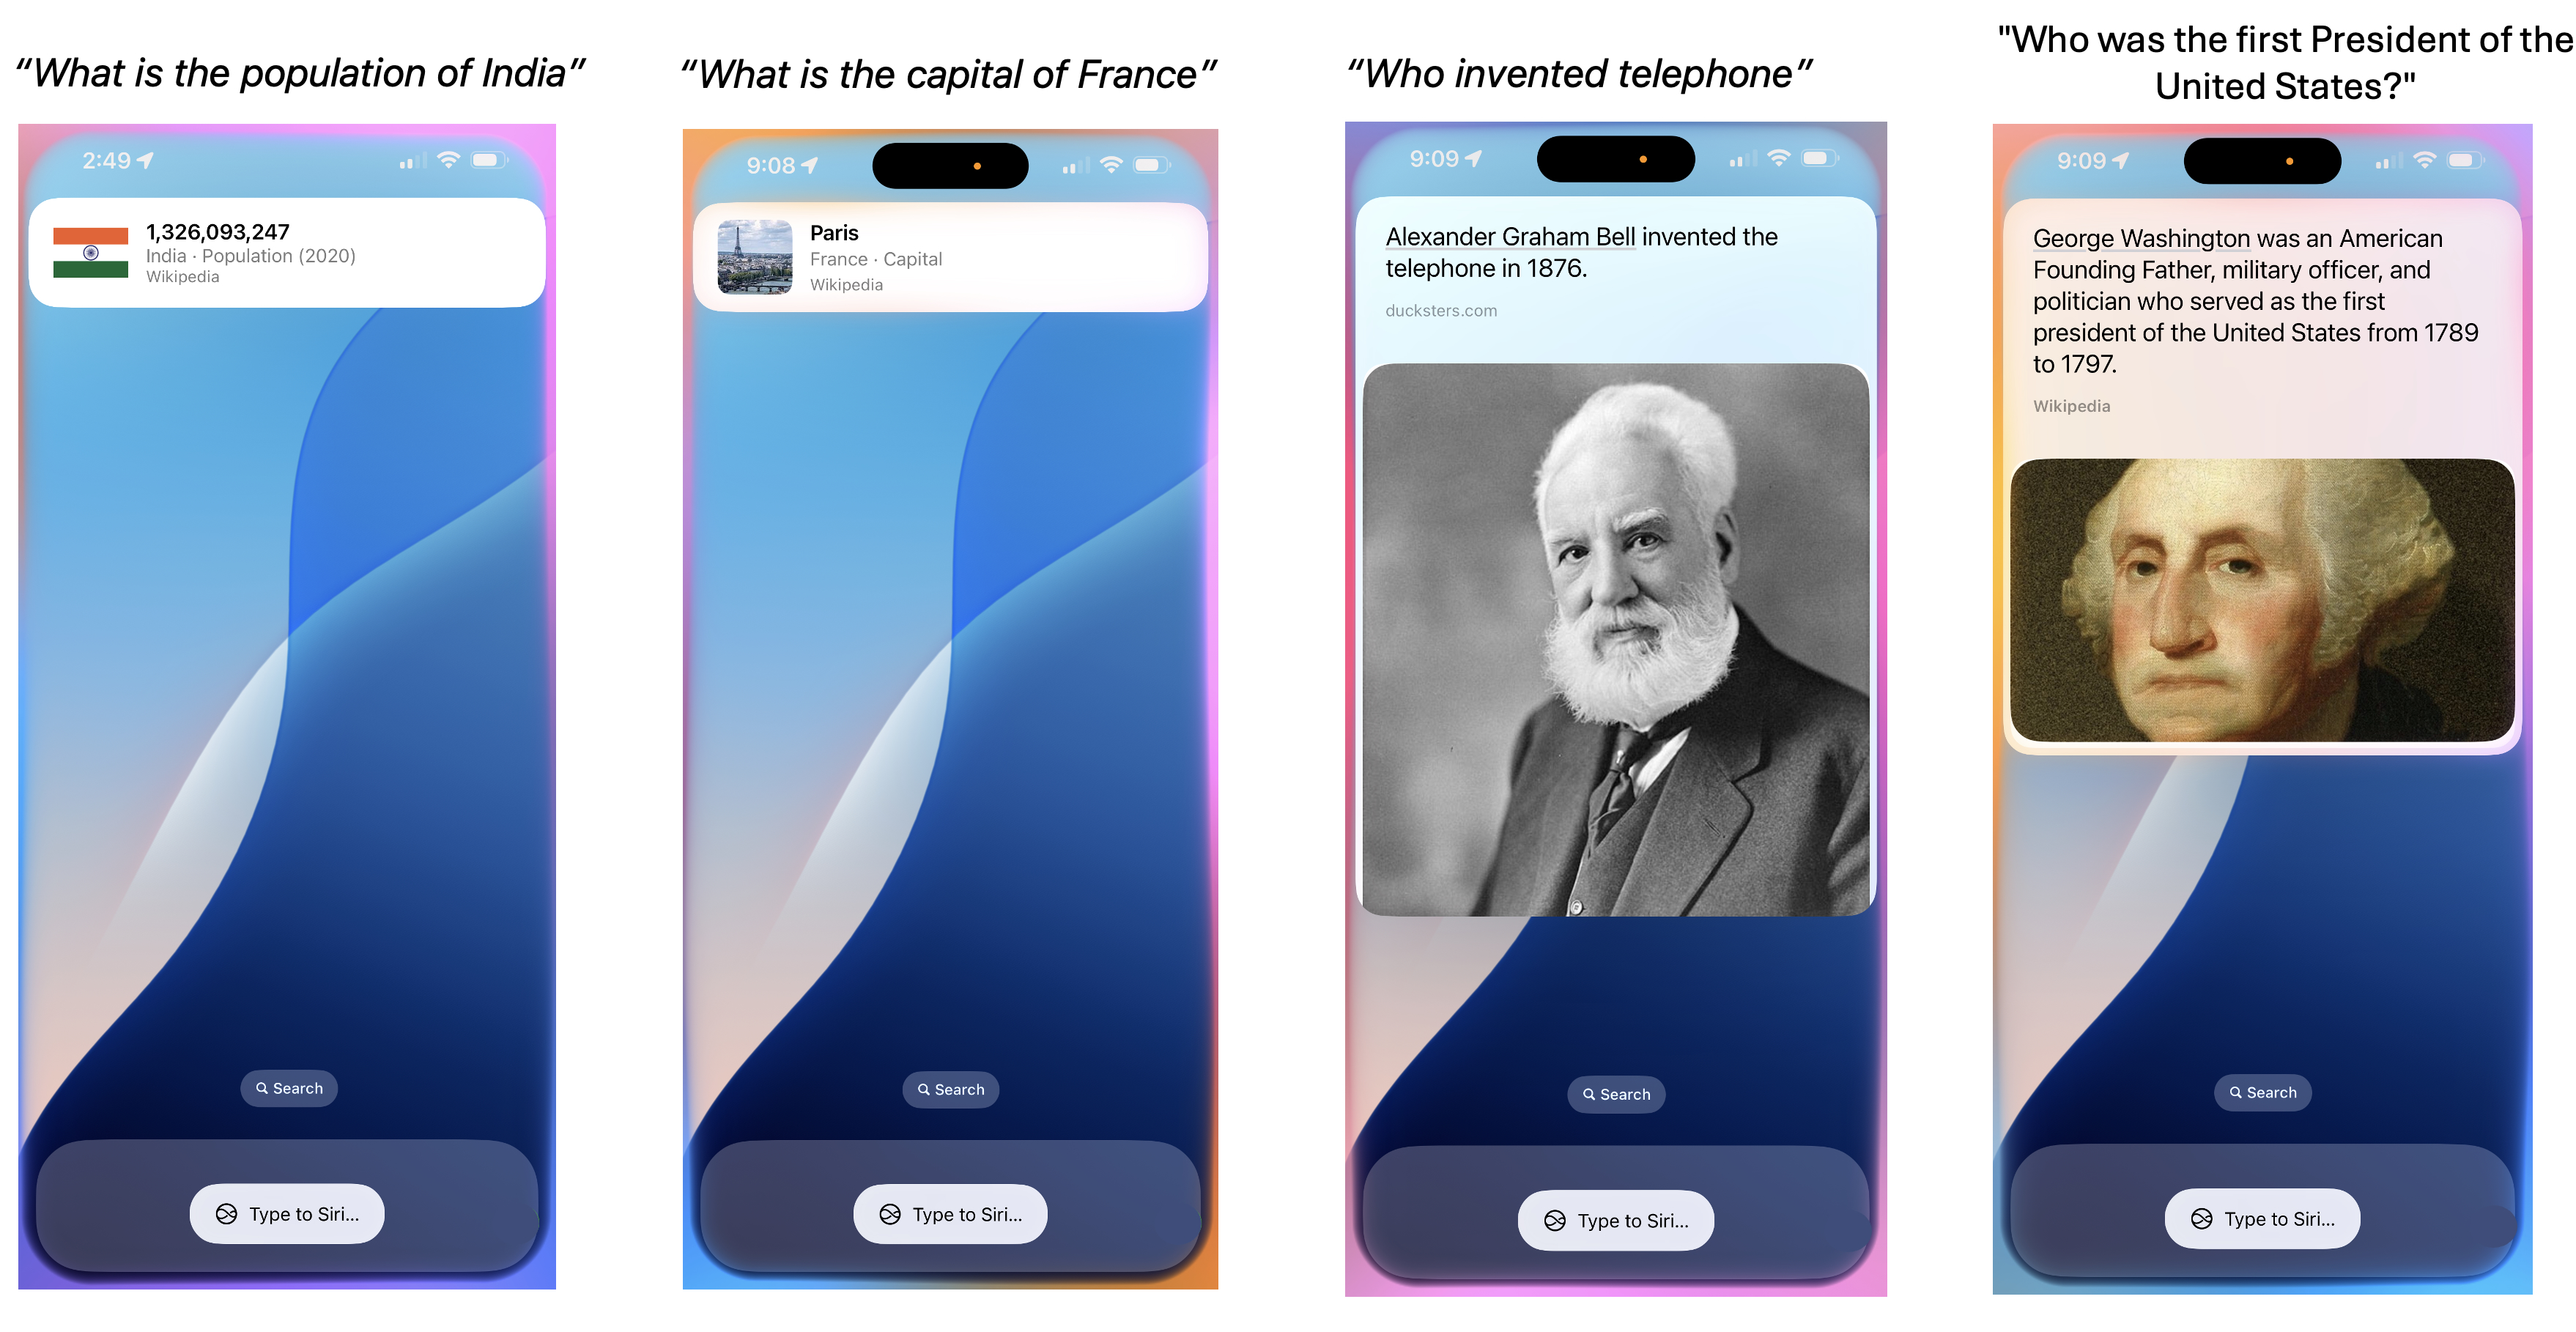 “What is the population of India”
2:49
1,326,093,247
India · Population (2020)
Wikipedia
Search
Type to Siri...
“What is the capital of France”
9:08
Paris
France · Capital
Wikipedia
Search
Type to Siri...
“Who invented telephone”
9:09
Alexander Graham Bell invented the
telephone in 1876.
ducksters.com
Search
Type to Siri...
"Who was the first President of the
United States?"
9:09
George Washington was an American
Founding Father, military officer, and
politician who served as the first
president of the United States from 1789
to 1797.
Wikipedia
Search
Type to Siri...